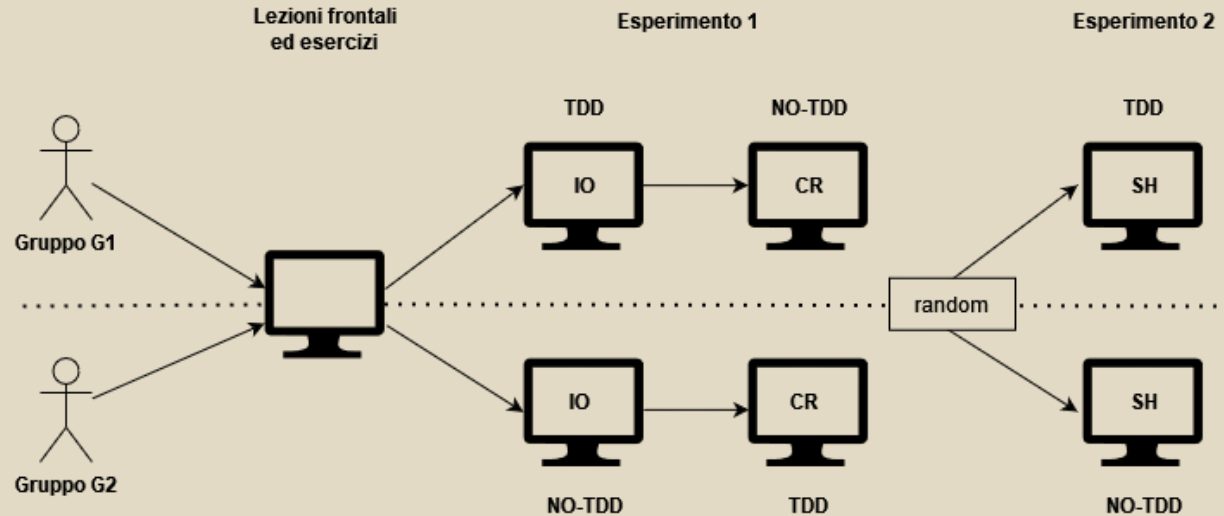 Lezioni frontali
ed esercizi
Esperimento 1
Esperimento 2
TDD
NO-TDD
TDD
IO
CR
SH
Gruppo G1
random
IO
CR
SH
Gruppo G2
NO-TDD
TDD
NO-TDD